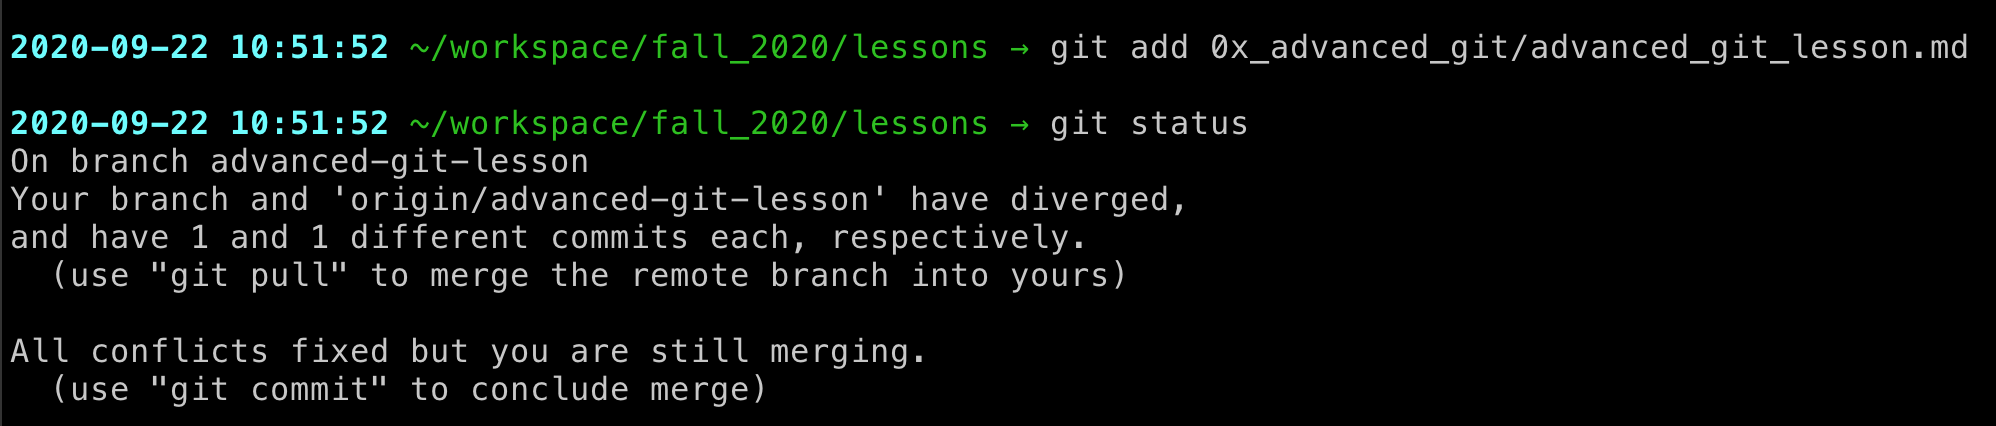 2020-09-22 10:51:52 ~/workspace/fall_2020/lessons → git add 0x_advanced_git/advanced_git_lesson.md
2020-09-22 10:51:52 ~/workspace/fall_2020/lessons → git status
On branch advanced-git-lesson
Your branch and 'origin/advanced-git-lesson' have diverged,
and have 1 and 1 different commits each, respectively.
  (use "git pull" to merge the remote branch into yours)
All conflicts fixed but you are still merging.
  (use "git commit" to conclude merge)